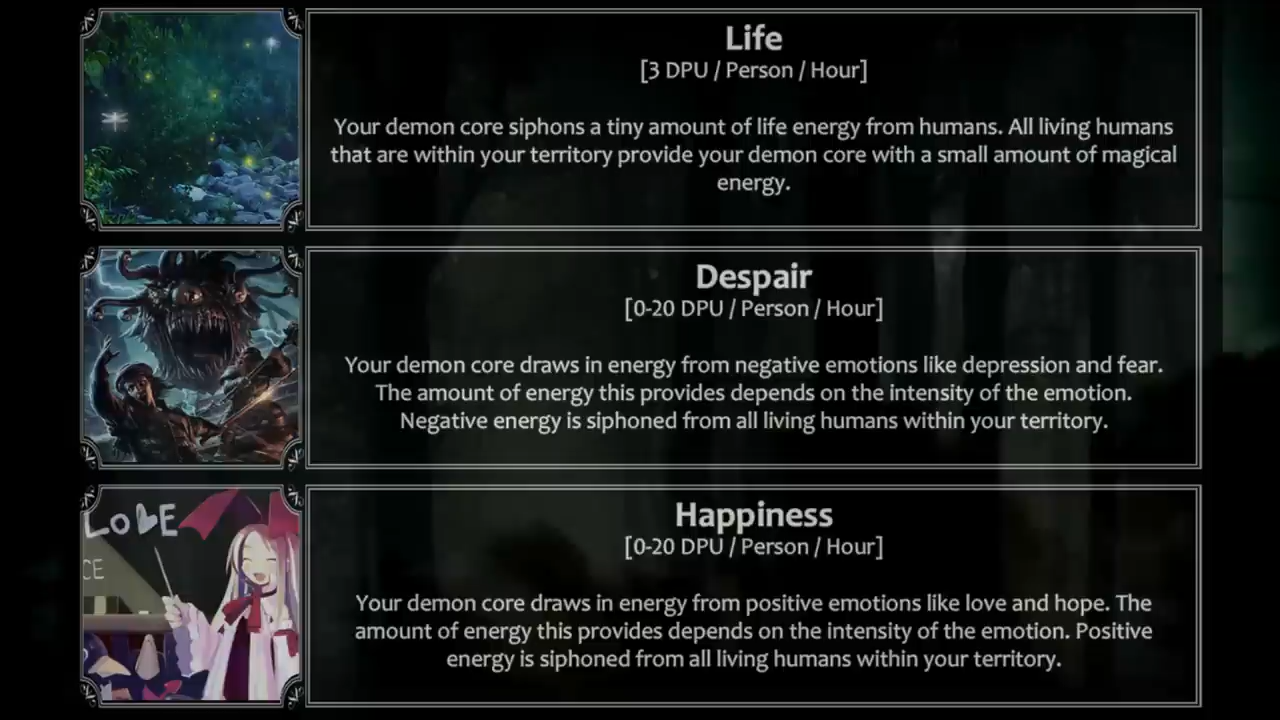 Life
[3 DPU / Person / Hour]
Your demon core siphons a tiny amount of life energy from humans. All living humans
that are within your territory provide your demon core with a small amount of magical
energy.
Despair
[0-20 DPU / Person / Hour]
Your demon core draws in energy from negative emotions like depression and fear.
The amount of energy this provides depends on the intensity of the emotion.
Negative energy is siphoned from all living humans within your territory.
LOVE
CE
Happiness
[0-20 DPU / Person / Hour]
Your demon core draws in energy from positive emotions like love and hope. The
amount of energy this provides depends on the intensity of the emotion. Positive
energy is siphoned from all living humans within your territory.